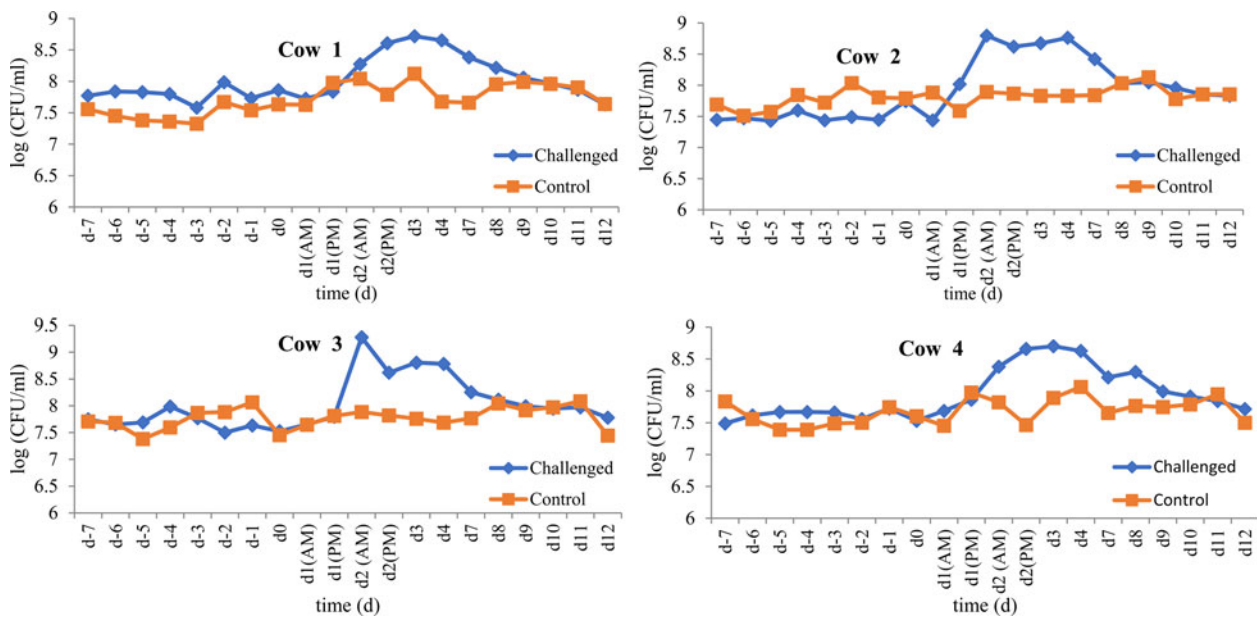 Cow 1
log (CFU/ml)
9
8.5
8
7.5
7
6.5
6
Challenged
Control
d-7
d-6
d-5
d-4
d-3
d-2
d-1
d0
d1(AM)
d1(PM)
d2 (AM)
d2(PM)
d3
d4
d7
d8
d9
d10
d11
d12
time (d)
Cow 2
log (CFU/ml)
9
8.5
8
7.5
7
6.5
6
Challenged
Control
d-7
d-6
d-5
d-4
d-3
d-2
d-1
d0
d1(AM)
d1(PM)
d2 (AM)
d2(PM)
d3
d4
d7
d8
d9
d10
d11
d12
time (d)
Cow 3
log (CFU/ml)
9.5
9
8.5
8
7.5
7
6.5
6
Challenged
Control
d-7
d-6
d-5
d-4
d-3
d-2
d-1
d0
d1(AM)
d1(PM)
d2 (AM)
d2(PM)
d3
d4
d7
d8
d9
d10
d11
d12
time (d)
Cow 4
log (CFU/ml)
9
8.5
8
7.5
7
6.5
6
Challenged
Control
d-7
d-6
d-5
d-4
d-3
d-2
d-1
d0
d1(AM)
d1(PM)
d2 (AM)
d2(PM)
d3
d4
d7
d8
d9
d10
d11
d12
time (d)